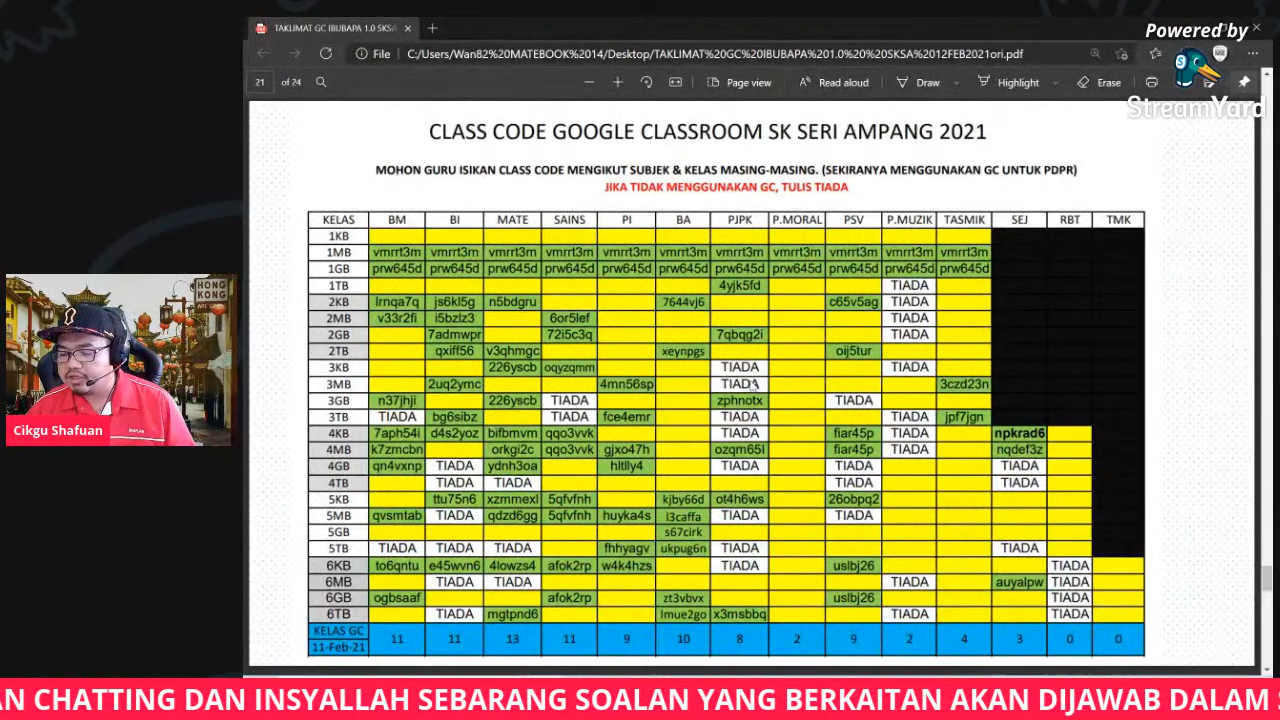 TAKLIMAT GC IBUBAPA 1.0 SKSA
Powered by
StreamYard
File C:/Users/Wan82%20MATEBOOK%2014/Desktop/TAKLIMAT%20GC%20IBUBAPA%201.0%20%20SKSA%2012FEB2021ori.pdf
21 of 24 Page view Read aloud Draw Highlight Erase
CLASS CODE GOOGLE CLASSROOM SK SERI AMPANG 2021
MOHON GURU ISIKAN CLASS CODE MENGIKUT SUBJEK & KELAS MASING-MASING. (SEKIRANYA MENGGUNAKAN GC UNTUK PDPR)
JIKA TIDAK MENGGUNAKAN GC, TULIS TIADA
KELAS BM BI MATE SAINS PI BA PJPK P.MORAL PSV P.MUZIK TASMIK SEJ RBT TMK
1KB
1MB vmrrt3m vmrrt3m vmrrt3m vmrrt3m vmrrt3m vmrrt3m vmrrt3m vmrrt3m vmrrt3m vmrrt3m vmrrt3m
1GB prw645d prw645d prw645d prw645d prw645d prw645d prw645d prw645d prw645d prw645d prw645d
1TB 4yjk5fd TIADA
2KB lrnqa7q js6kl5g n5bdgru 7644vj6 c65v5ag TIADA
2MB v33r2fi i5bzlz3 6or5lef TIADA
2GB 7admwpr 72i5c3q 7qbqg2i TIADA
2TB qxiff56 v3qhmgc xeynpgs oij5tur
3KB 226yscb oqyzqmm TIADA TIADA
3MB 2uq2ymc 4mn56sp TIADA 3czd23n
3GB n37jhji 226yscb TIADA zphnotx TIADA
3TB TIADA bg6sibz TIADA fce4emr TIADA TIADA jpf7jgn
4KB 7aph54i d4s2yoz bifbmvm qqo3vvk TIADA fiar45p TIADA npkrad6
4MB k7zmcbn orkgi2c qqo3vvk gjxo47h ozqm65l fiar45p TIADA nqdef3z
4GB qn4vxnp TIADA ydnh3oa hltlly4 TIADA TIADA TIADA
4TB TIADA TIADA TIADA TIADA TIADA
5KB ttu75n6 xzmmexl 5qfvfnh kjby66d ot4h6ws 26obpq2
5MB qvsmtab TIADA qdzd6gg 5qfvfnh huyka4s l3caffa TIADA TIADA
5GB s67cirk
5TB TIADA TIADA TIADA fhhyagv ukpug6n TIADA TIADA
6KB to6qntu e45wvn6 4lowzs4 afok2rp w4k4hzs TIADA uslbj26 TIADA
6MB TIADA TIADA TIADA auyalpw TIADA
6GB ogbsaaf afok2rp zt3vbvx uslbj26 TIADA
6TB TIADA mgtpnd6 lmue2go x3msbbq TIADA TIADA
KELAS GC
11-Feb-21 11 11 13 11 9 10 8 2 9 2 4 3 0 0
HONG KONG
Cikgu Shafuan
AN CHATTING DAN INSYALLAH SEBARANG SOALAN YANG BERKAITAN AKAN DIJAWAB DALAM S